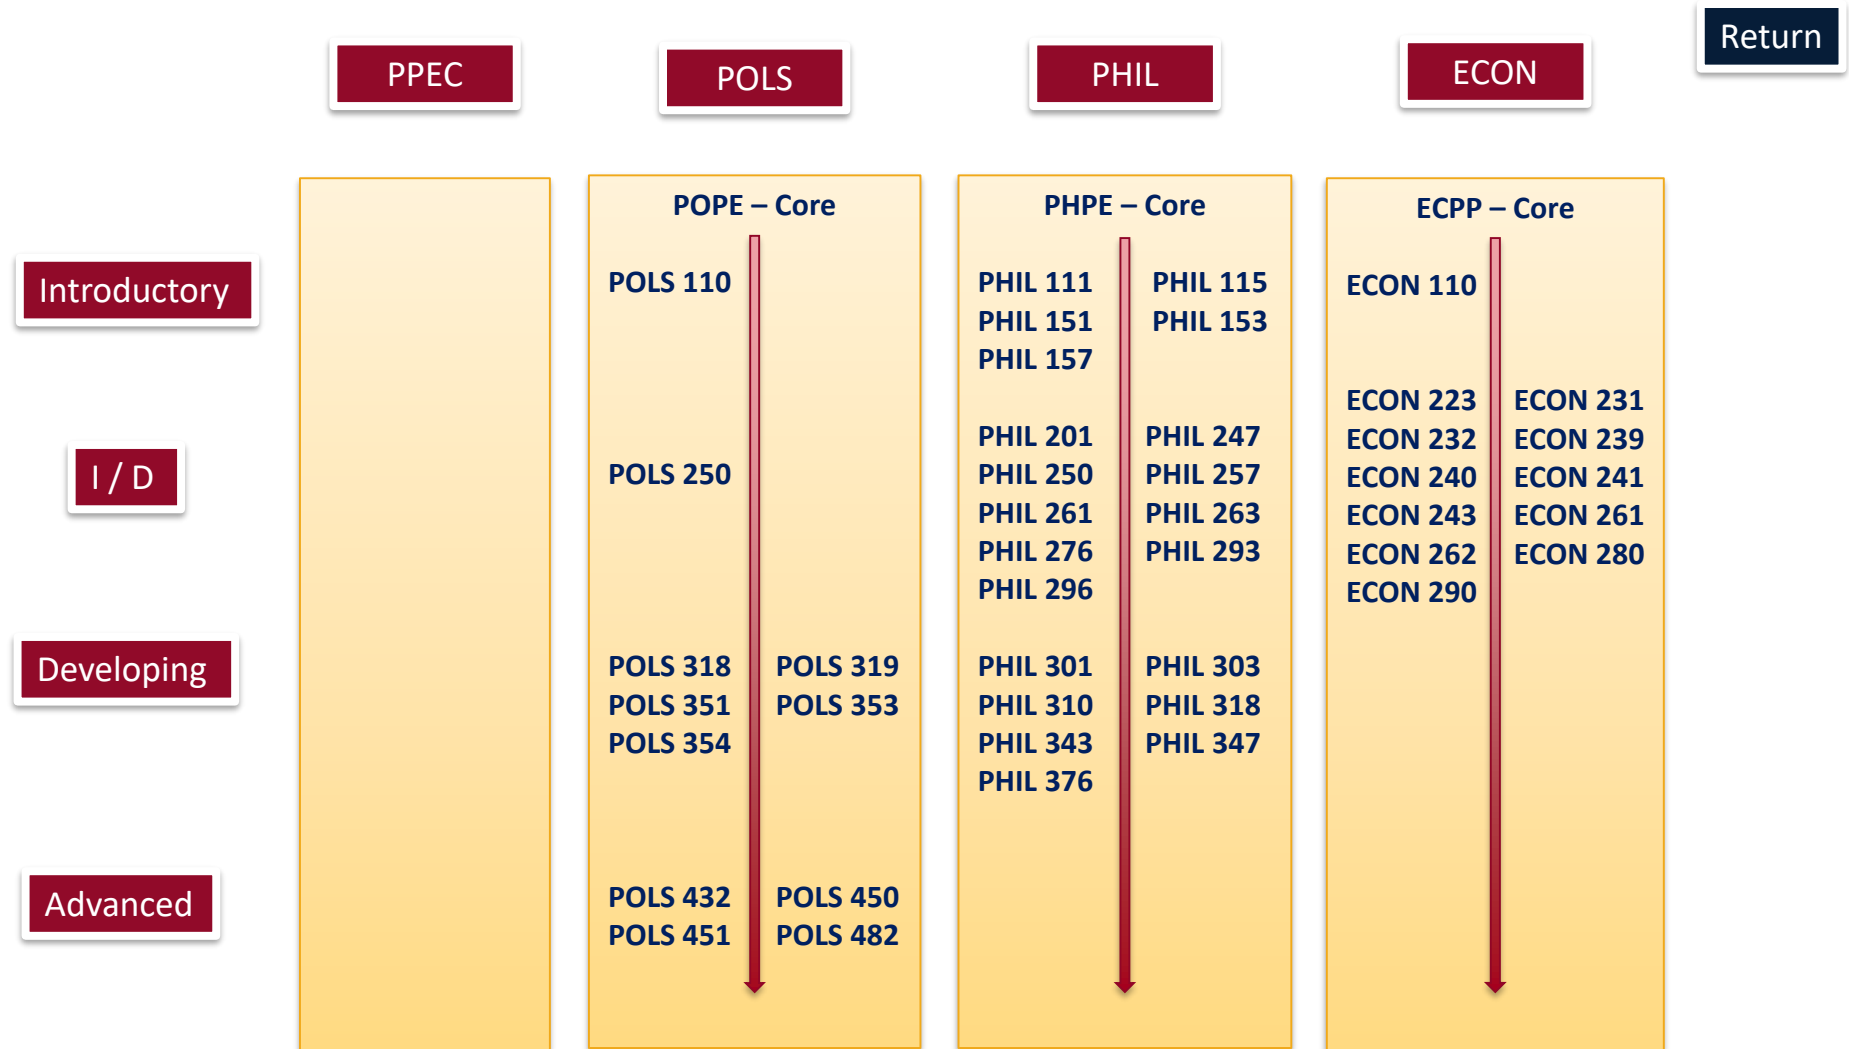 Return
PPEC
POLS
PHIL
ECON
POPE – Core
PHPE – Core
ECPP – Core
Introductory
POLS 110
PHIL 111 PHIL 115
PHIL 151 PHIL 153
PHIL 157
ECON 110
I / D
POLS 250
PHIL 201 PHIL 247
PHIL 250 PHIL 257
PHIL 261 PHIL 263
PHIL 276 PHIL 293
PHIL 296
ECON 223 ECON 231
ECON 232 ECON 239
ECON 240 ECON 241
ECON 243 ECON 261
ECON 262 ECON 280
ECON 290
Developing
POLS 318 POLS 319
POLS 351 POLS 353
POLS 354
PHIL 301 PHIL 303
PHIL 310 PHIL 318
PHIL 343 PHIL 347
PHIL 376
Advanced
POLS 432 POLS 450
POLS 451 POLS 482